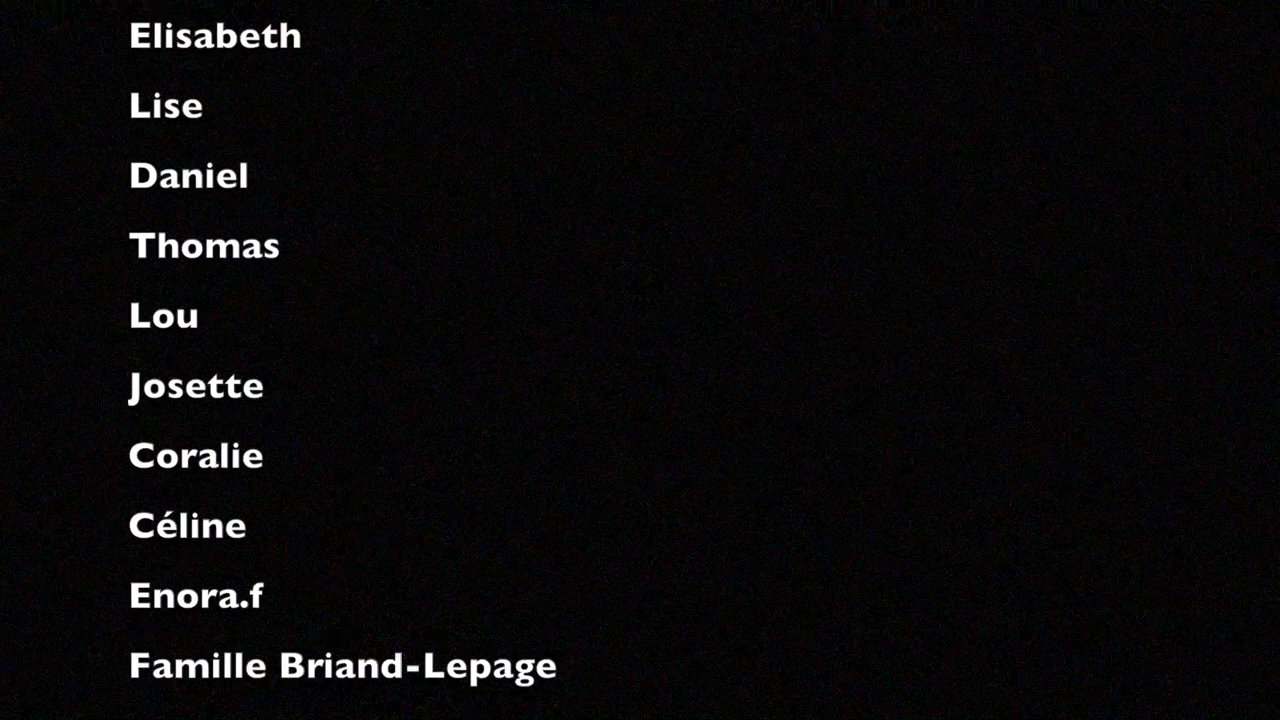 Elisabeth
Lise
Daniel
Thomas
Lou
Josette
Coralie
Céline
Enora.f
Famille Briand-Lepage